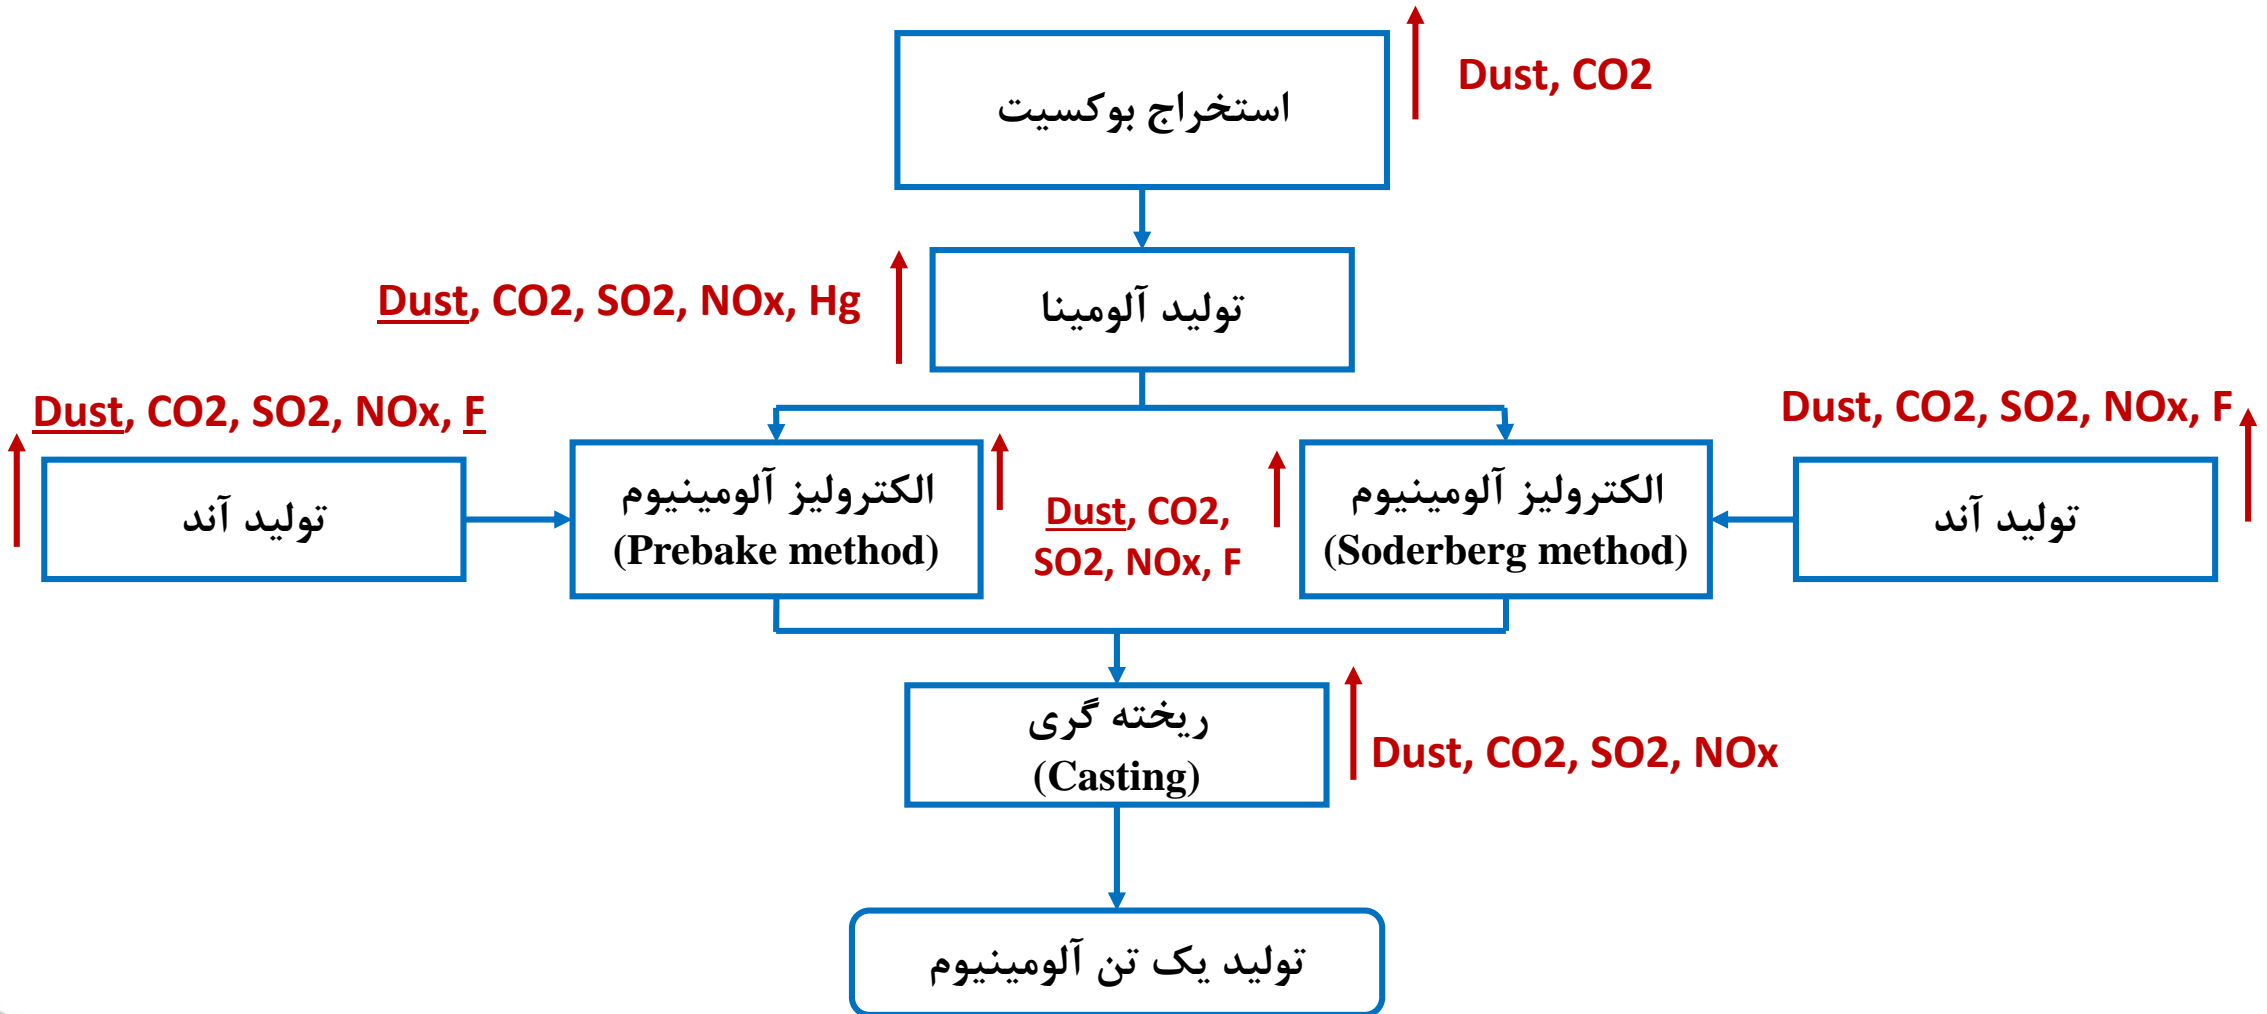 استخراج بوکسیت
Dust, CO2
تولید آلومینا
Dust, CO2, SO2, NOx, Hg
Dust, CO2, SO2, NOx, F
تولید آند
الکترولیز آلومینیوم
(Prebake method)
Dust, CO2,
SO2, NOx, F
الکترولیز آلومینیوم
(Soderberg method)
Dust, CO2, SO2, NOx, F
تولید آند
ریخته گری
(Casting)
Dust, CO2, SO2, NOx
تولید یک تن آلومینیوم